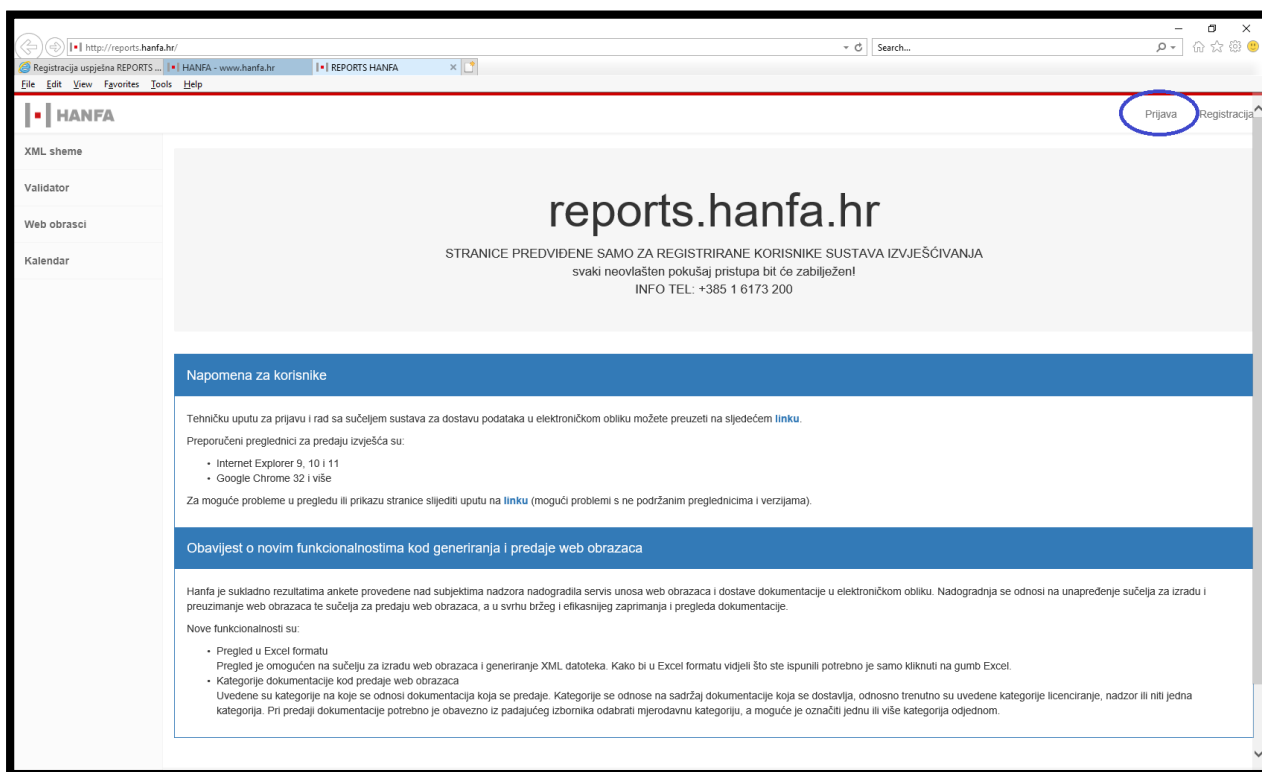 http://reports.hanfa.hr/
Search...
Registracija uspješna REPORTS ...
HANFA - www.hanfa.hr
REPORTS HANFA
File Edit View Favorites Tools Help
HANFA
Prijava Registracija
XML sheme
Validator
Web obrasci
Kalendar
reports.hanfa.hr
STRANICE PREDVIĐENE SAMO ZA REGISTRIRANE KORISNIKE SUSTAVA IZVJEŠĆIVANJA
svaki neovlašten pokušaj pristupa bit će zabilježen!
INFO TEL: +385 1 6173 200
Napomena za korisnike
Tehničku uputu za prijavu i rad sa sučeljem sustava za dostavu podataka u elektroničkom obliku možete preuzeti na sljedećem linku.
Preporučeni preglednici za predaju izvješća su:
• Internet Explorer 9, 10 i 11
• Google Chrome 32 i više
Za moguće probleme u pregledu ili prikazu stranice slijediti uputu na linku (mogući problemi s ne podržanim preglednicima i verzijama).
Obavijest o novim funkcionalnostima kod generiranja i predaje web obrazaca
Hanfa je sukladno rezultatima ankete provedene nad subjektima nadzora nadogradila servis unosa web obrazaca i dostave dokumentacije u elektroničkom obliku. Nadogradnja se odnosi na unapređenje sučelja za izradu i
preuzimanje web obrazaca te sučelja za predaju web obrazaca, a u svrhu bržeg i efikasnijeg zaprimanja i pregleda dokumentacije.
Nove funkcionalnosti su:
• Pregled u Excel formatu
Pregled je omogućen na sučelju za izradu web obrazaca i generiranje XML datoteka. Kako bi u Excel formatu vidjeli što ste ispunili potrebno je samo kliknuti na gumb Excel.
• Kategorije dokumentacije kod predaje web obrazaca
Uvedene su kategorije na koje se odnosi dokumentacija koja se predaje. Kategorije se odnose na sadržaj dokumentacije koja se dostavlja, odnosno trenutno su uvedene kategorije licenciranje, nadzor ili niti jedna
kategorija. Pri predaji dokumentacije potrebno je obavezno iz padajućeg izbornika odabrati mjerodavnu kategoriju, a moguće je označiti jednu ili više kategorija odjednom.